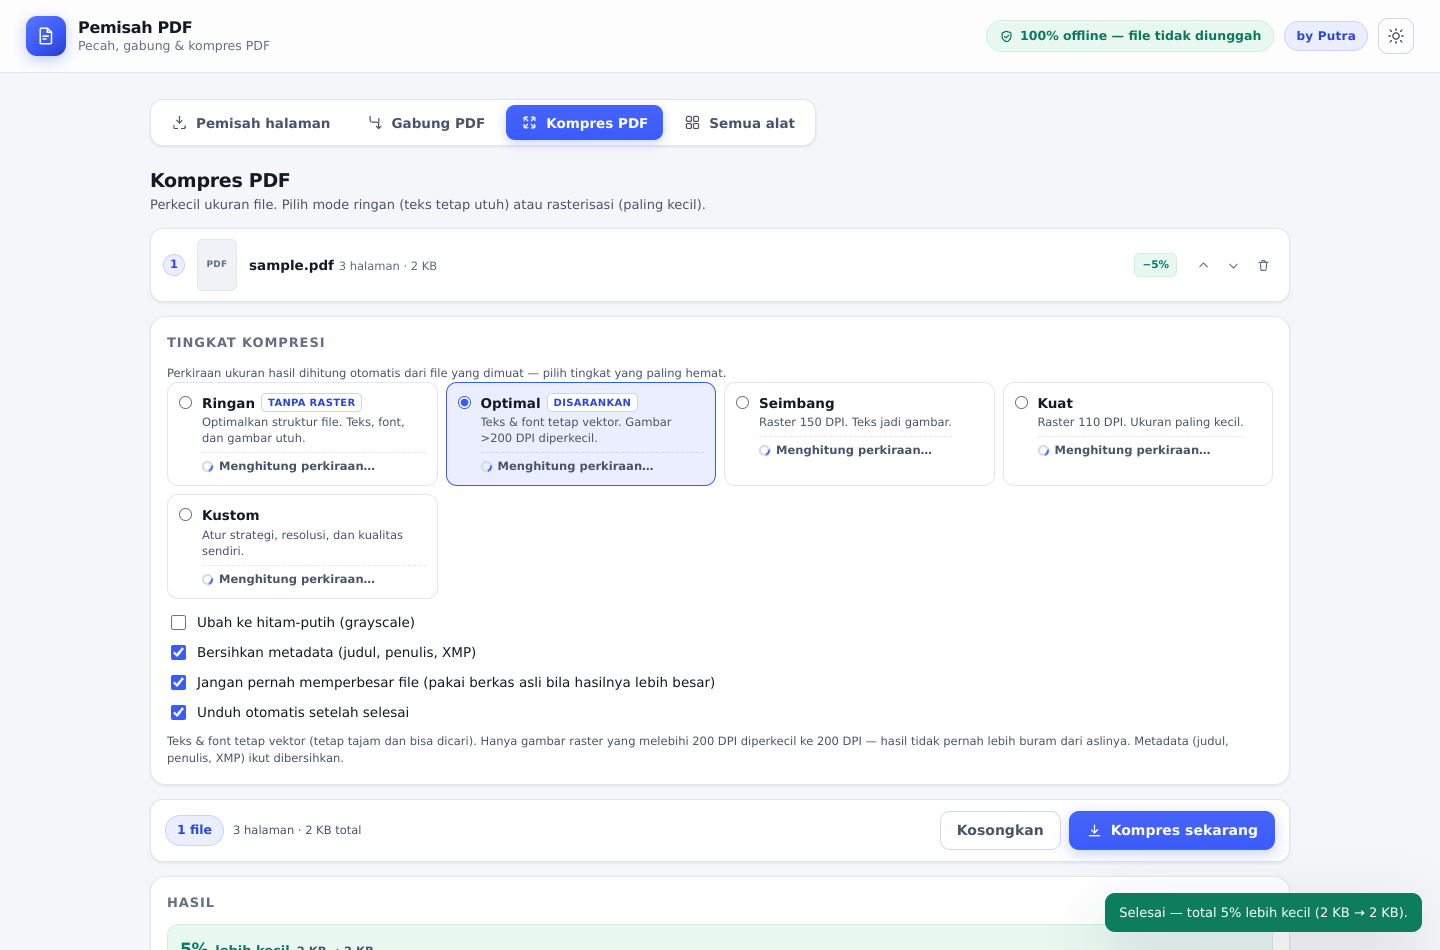 Pemisah PDF
Pecah, gabung & kompres PDF
100% offline — file tidak diunggah
by Putra
Pemisah halaman
Gabung PDF
Kompres PDF
Semua alat
Kompres PDF
Perkecil ukuran file. Pilih mode ringan (teks tetap utuh) atau rasterisasi (paling kecil).
1
PDF
sample.pdf 3 halaman · 2 KB
−5%
TINGKAT KOMPRESI
Perkiraan ukuran hasil dihitung otomatis dari file yang dimuat — pilih tingkat yang paling hemat.
Ringan TANPA RASTER
Optimalkan struktur file. Teks, font,
dan gambar utuh.
Menghitung perkiraan…
Optimal DISARANKAN
Teks & font tetap vektor. Gambar
>200 DPI diperkecil.
Menghitung perkiraan…
Seimbang
Raster 150 DPI. Teks jadi gambar.
Menghitung perkiraan…
Kuat
Raster 110 DPI. Ukuran paling kecil.
Menghitung perkiraan…
Kustom
Atur strategi, resolusi, dan kualitas
sendiri.
Menghitung perkiraan…
Ubah ke hitam-putih (grayscale)
Bersihkan metadata (judul, penulis, XMP)
Jangan pernah memperbesar file (pakai berkas asli bila hasilnya lebih besar)
Unduh otomatis setelah selesai
Teks & font tetap vektor (tetap tajam dan bisa dicari). Hanya gambar raster yang melebihi 200 DPI diperkecil ke 200 DPI — hasil tidak pernah lebih buram dari aslinya. Metadata (judul,
penulis, XMP) ikut dibersihkan.
1 file
3 halaman · 2 KB total
Kosongkan
Kompres sekarang
HASIL
5% lebih kecil 2 KB → 2 KB
Selesai — total 5% lebih kecil (2 KB → 2 KB).